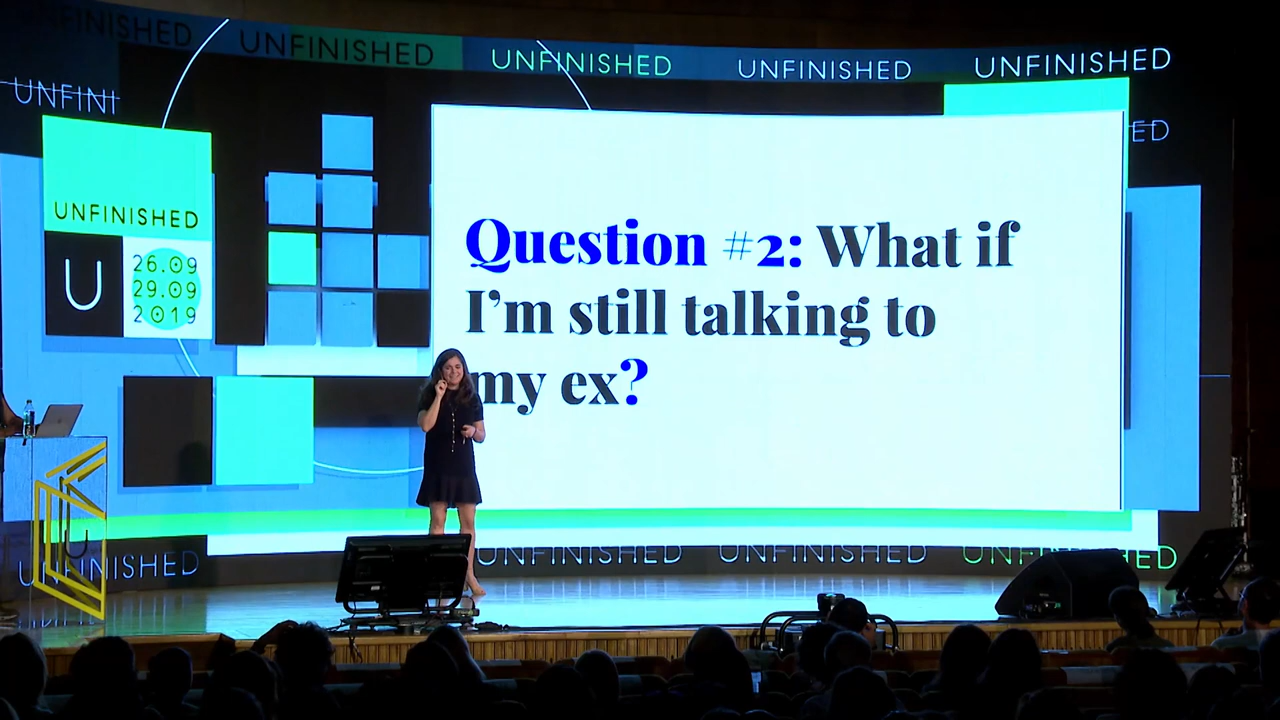 UNFINISHED
UNFINISHED
UNFINISHED
UNFINISHED
UNFINISHED
UNFINI
ED
UNFINISHED
U
26.09
29.09
2019
Question #2: What if
I’m still talking to
my ex?
U
UNFINISHED
UNFINISHED
UNFINISHED